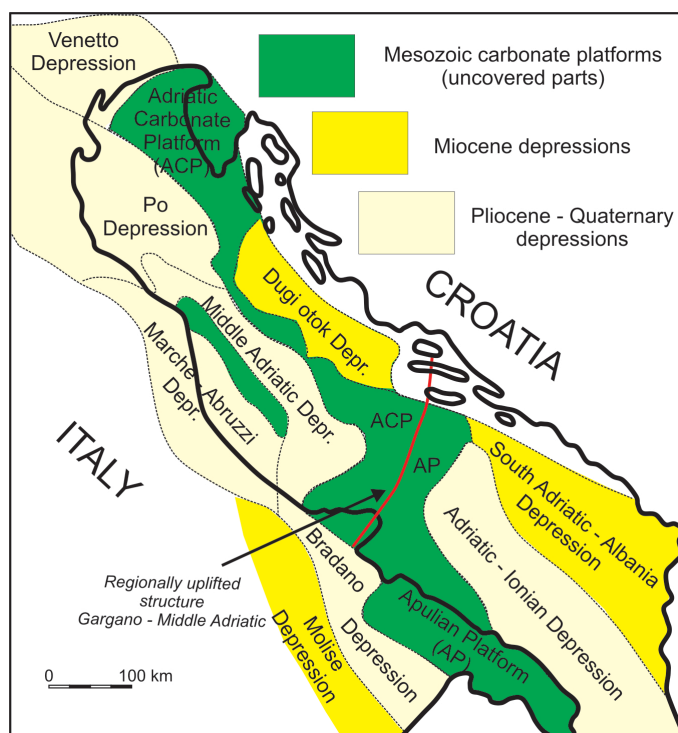 Venetto
Depression
Mesozoic carbonate platforms
(uncovered parts)
Adriatic
Carbonate
Platform
(ACP)
Miocene depressions
Po
Depression
Pliocene - Quaternary
depressions
CROATIA
Dugi otok Depr.
Middle Adriatic Depr.
Marche - Abruzzi
Depr.
ITALY
ACP
AP
South Adriatic - Albania
Depression
Adriatic - Ionian Depression
Bradano
Depression
Regionally uplifted
structure
Gargano - Middle Adriatic
Apulian Platform
(AP)
Molise
Depression
0 100 km